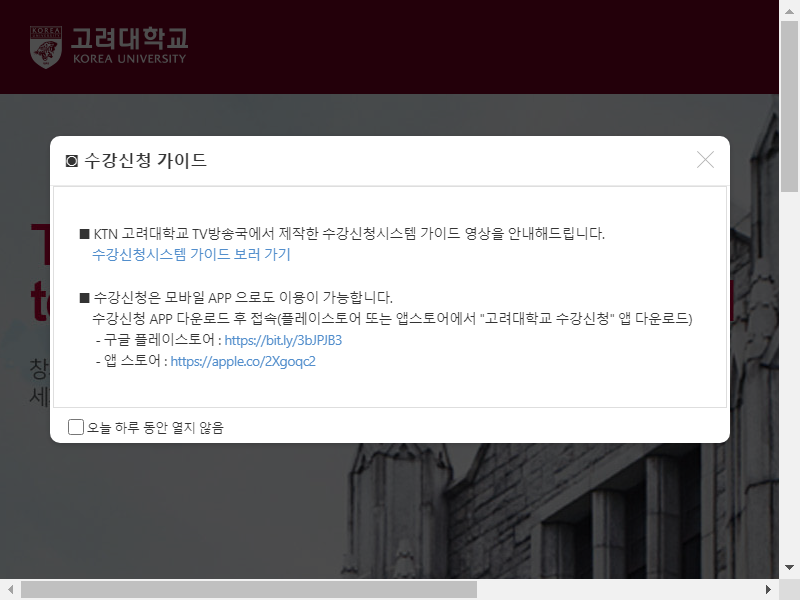 KOREA
고려대학교
KOREA UNIVERSITY
◙ 수강신청 가이드
■ KTN 고려대학교 TV방송국에서 제작한 수강신청시스템 가이드 영상을 안내해드립니다.
수강신청시스템 가이드 보러 가기
■ 수강신청은 모바일 APP 으로도 이용이 가능합니다.
수강신청 APP 다운로드 후 접속(플레이스토어 또는 앱스토어에서 "고려대학교 수강신청" 앱 다운로드)
- 구글 플레이스토어 : https://bit.ly/3bJPJB3
- 앱 스토어 : https://apple.co/2Xgoqc2
오늘 하루 동안 열지 않음